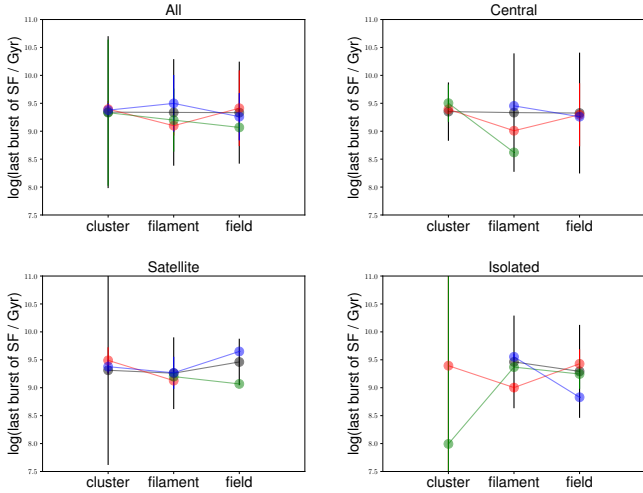 All
Central
log(last burst of SF / Gyr)
11.0
10.5
10.0
9.5
9.0
8.5
8.0
7.5
cluster filament field
log(last burst of SF / Gyr)
11.0
10.5
10.0
9.5
9.0
8.5
8.0
7.5
cluster filament field
Satellite
Isolated
log(last burst of SF / Gyr)
11.0
10.5
10.0
9.5
9.0
8.5
8.0
7.5
cluster filament field
log(last burst of SF / Gyr)
11.0
10.5
10.0
9.5
9.0
8.5
8.0
7.5
cluster filament field